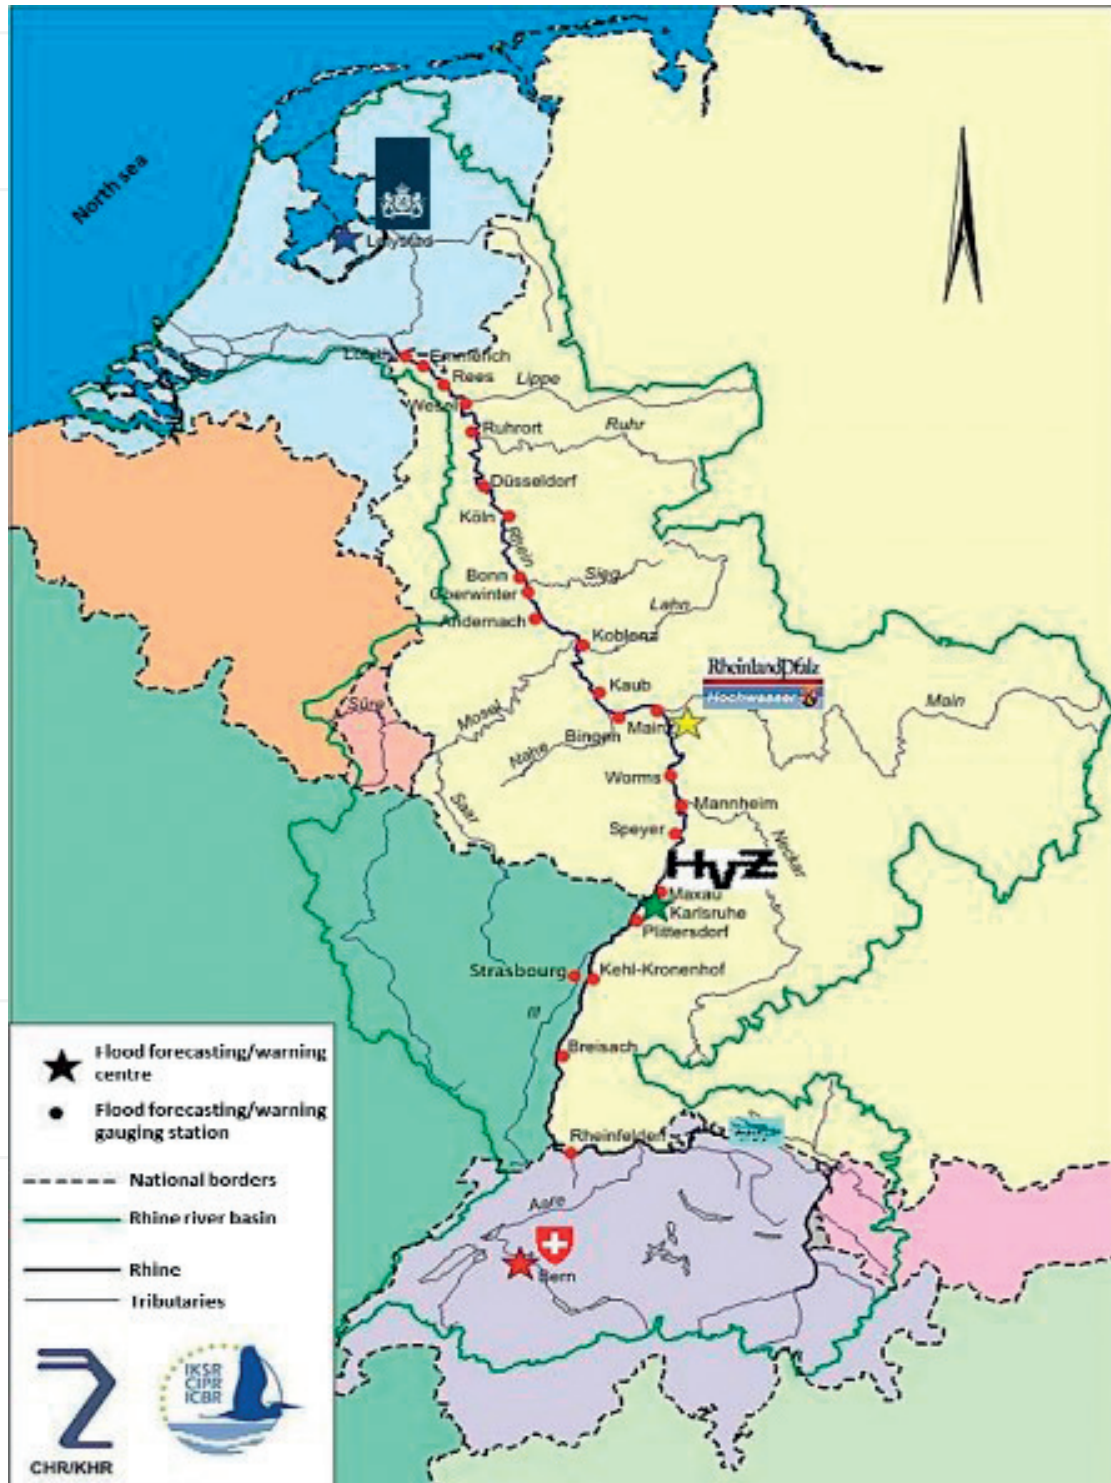 North sea
Lelystad
Lobith
Emmerich
Rees
Lippe
Wesel
Ruhrort
Ruhr
Düsseldorf
Köln
Rhein
Bonn
Sieg
Oberwinter
Lahn
Andernach
Koblenz
RheinlandPfalz
Hochwasser
Kaub
Mosel
Main
Sûre
Bingen
Main
Nahe
Worms
Saar
Mannheim
Speyer
Neckar
HVZ
Maxau
Karlsruhe
Plittersdorf
Strasbourg
Kehl-Kronenhof
Ill
Breisach
Rheinfelden
Aare
Bern
Flood forecasting/warning
centre
Flood forecasting/warning
gauging station
National borders
Rhine river basin
Rhine
Tributaries
IKSR
CIPR
ICBR
CHR/KHR